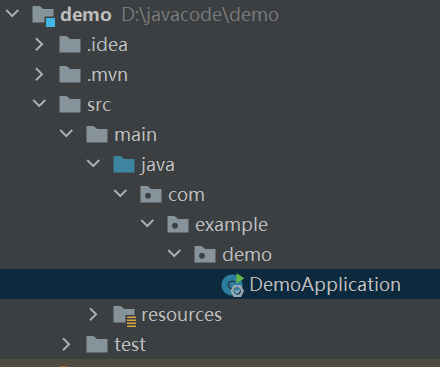 demo D:\javacode\demo
.idea
.mvn
src
main
java
com
example
demo
DemoApplication
resources
test